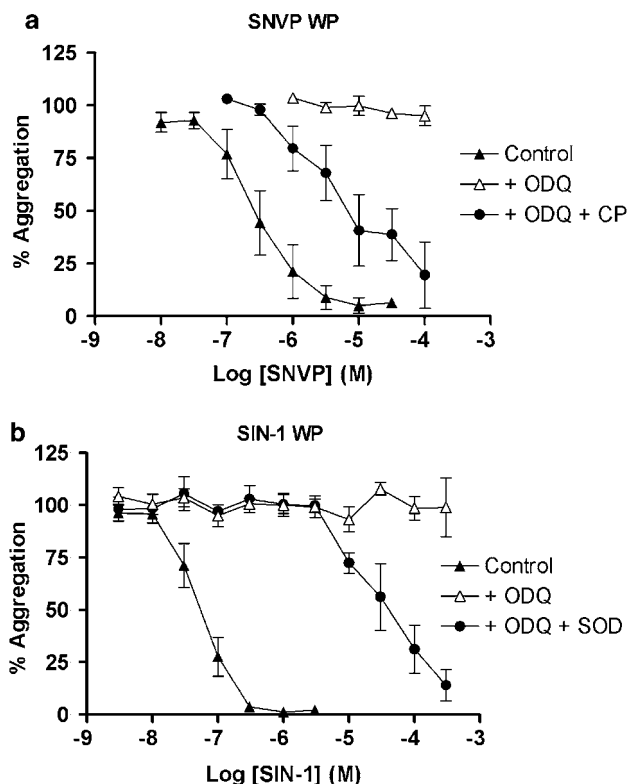 a
SNVP WP
% Aggregation
125
100
75
50
25
0
-9 -8 -7 -6 -5 -4 -3
Log [SNVP] (M)
Control
+ ODQ
+ ODQ + CP
b
SIN-1 WP
% Aggregation
125
100
75
50
25
0
-9 -8 -7 -6 -5 -4 -3
Log [SIN-1] (M)
Control
+ ODQ
+ ODQ + SOD